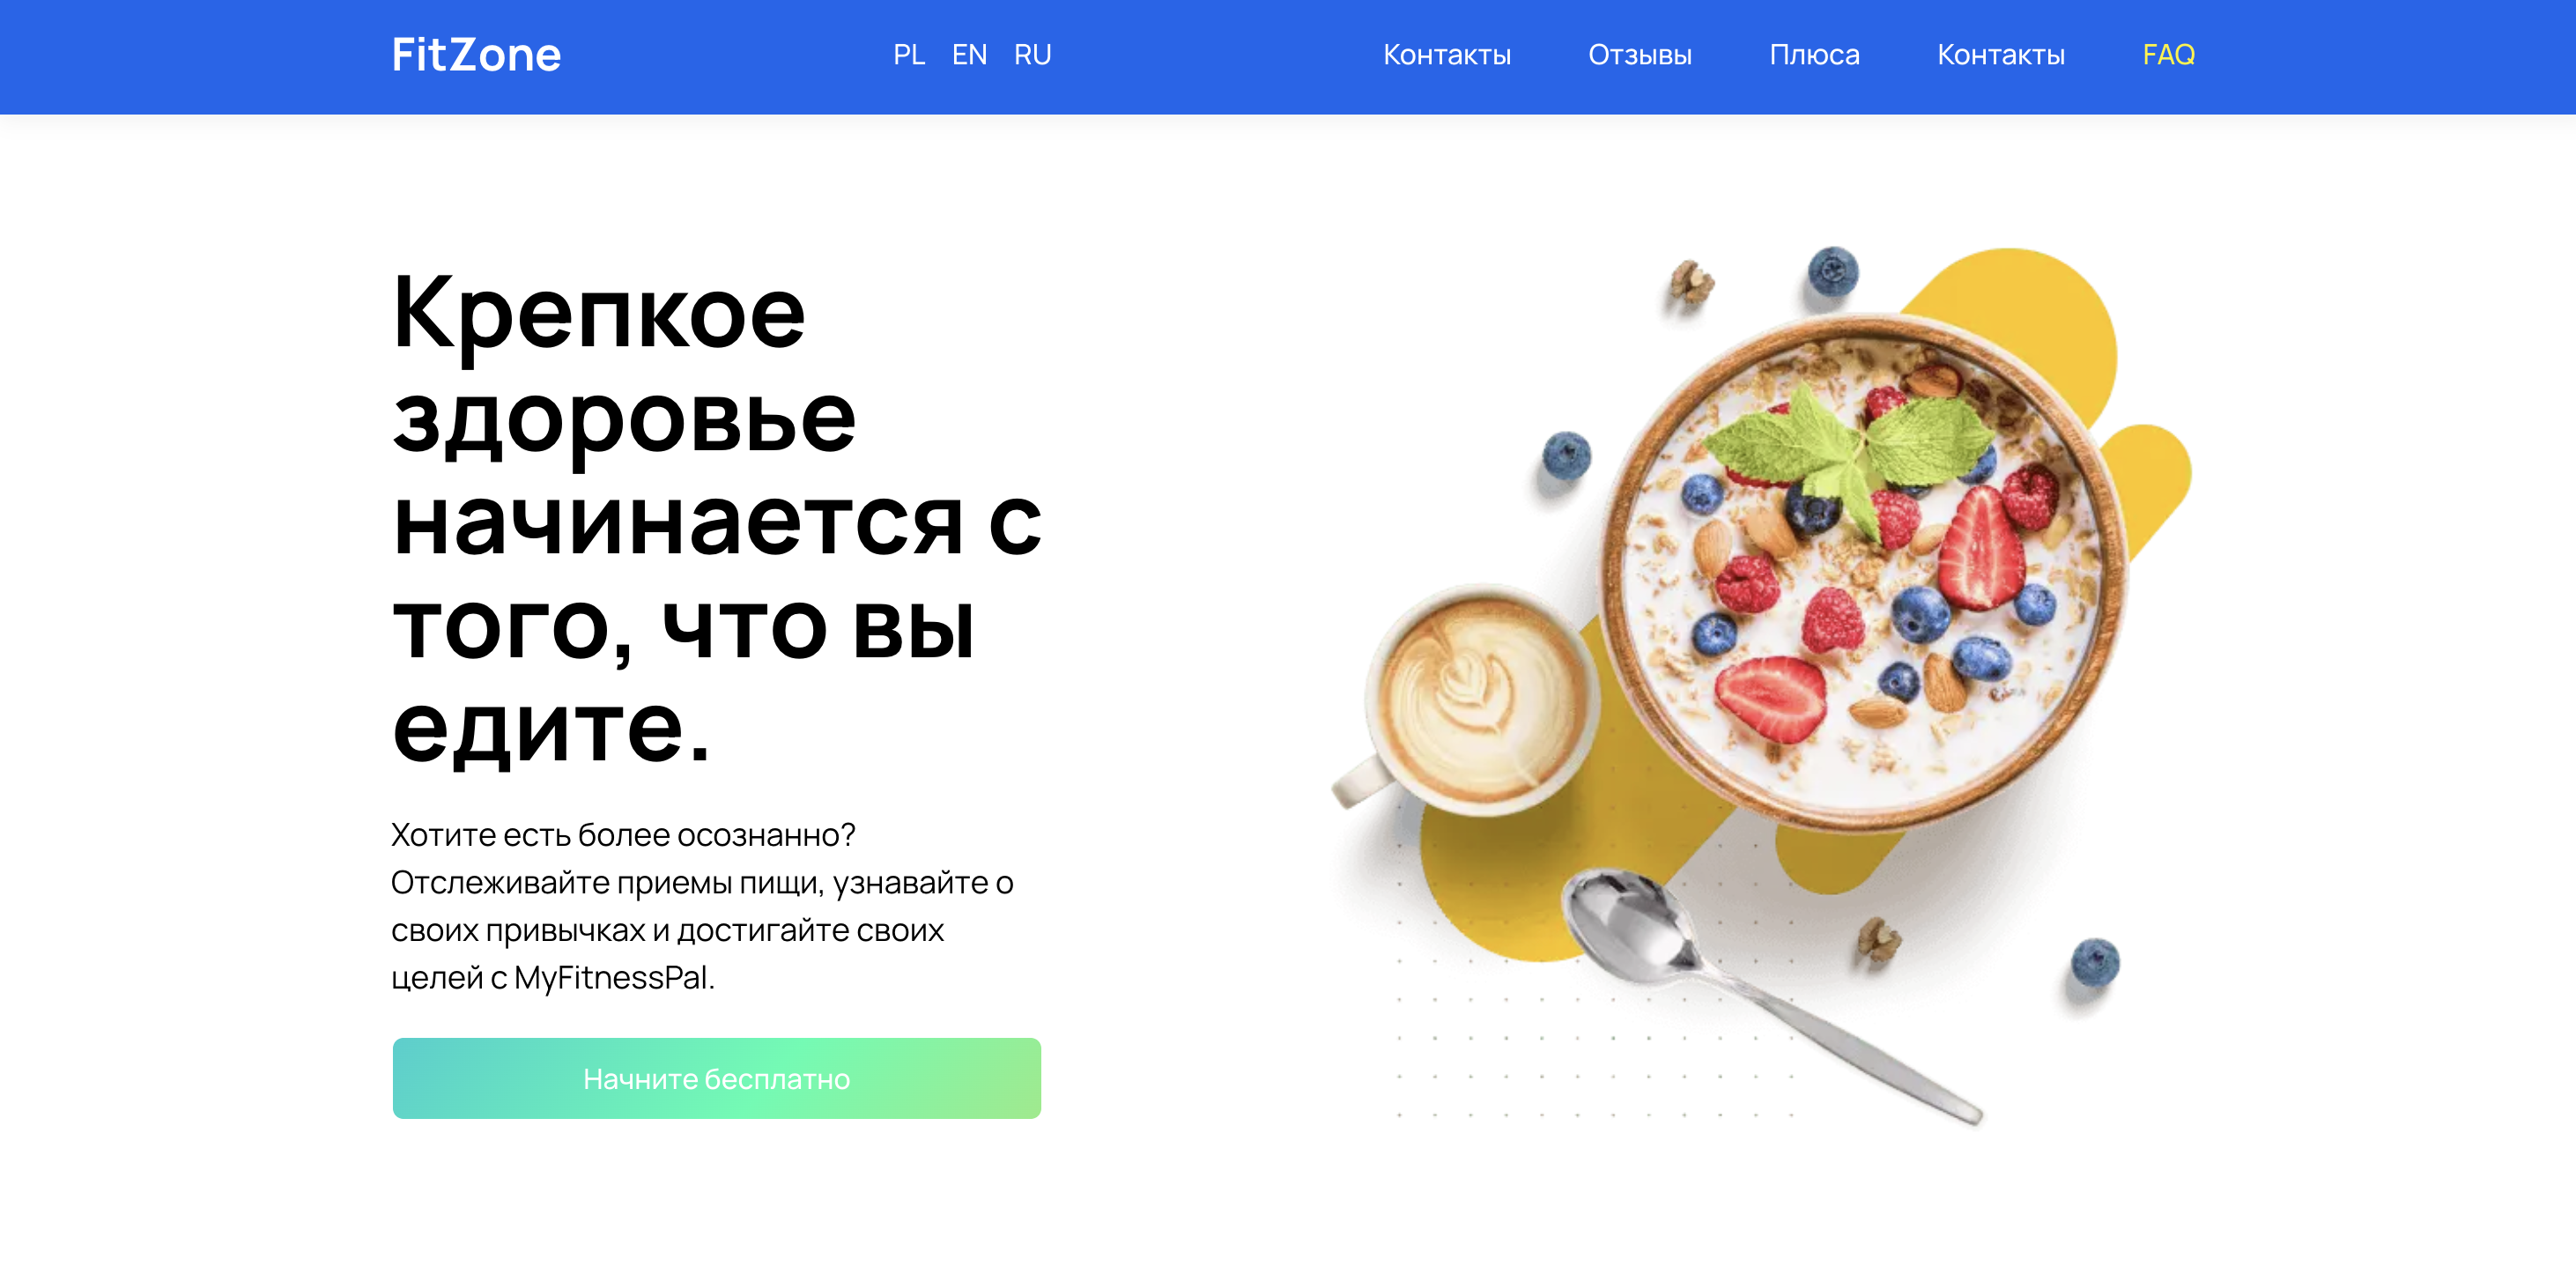 FitZone
PL EN RU
Контакты Отзывы Плюса Контакты FAQ
Крепкое
здоровье
начинается с
того, что вы
едите.
Хотите есть более осознанно?
Отслеживайте приемы пищи, узнавайте о
своих привычках и достигайте своих
целей с MyFitnessPal.
Начните бесплатно